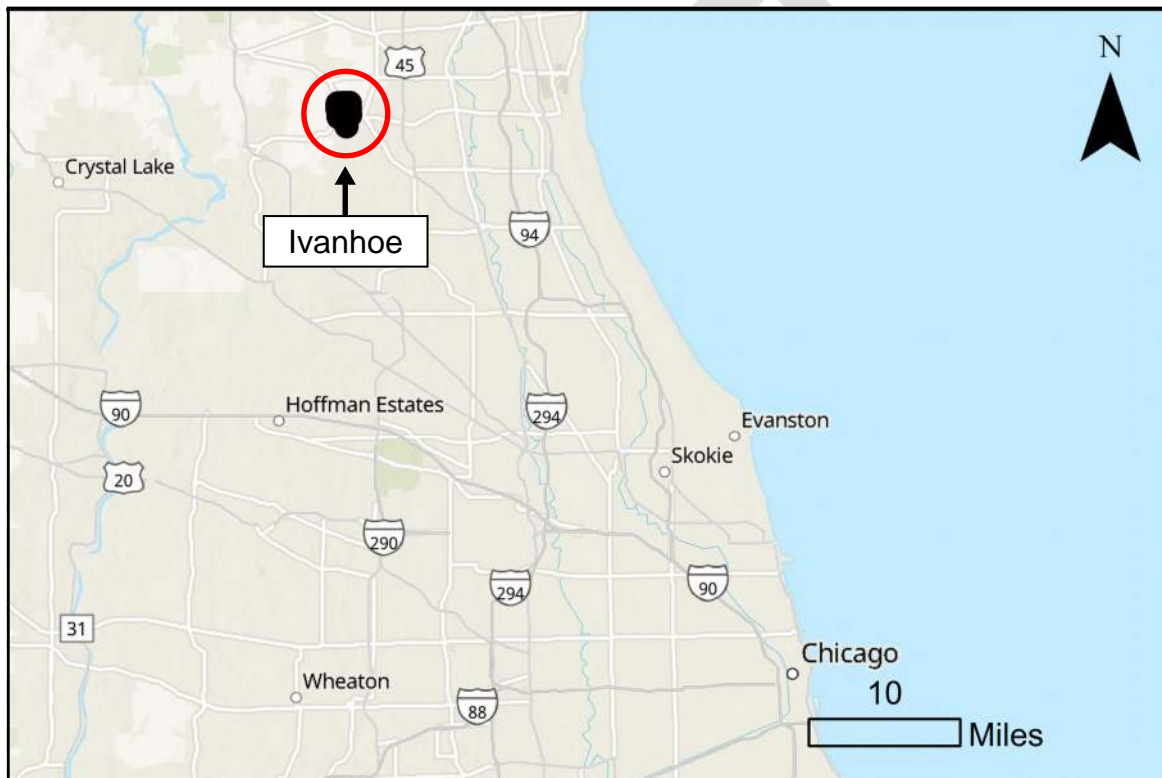 N
45
Crystal Lake
Ivanhoe
94
90
Hoffman Estates
294
Evanston
Skokie
20
290
294
90
31
Chicago
Wheaton
10
88
Miles